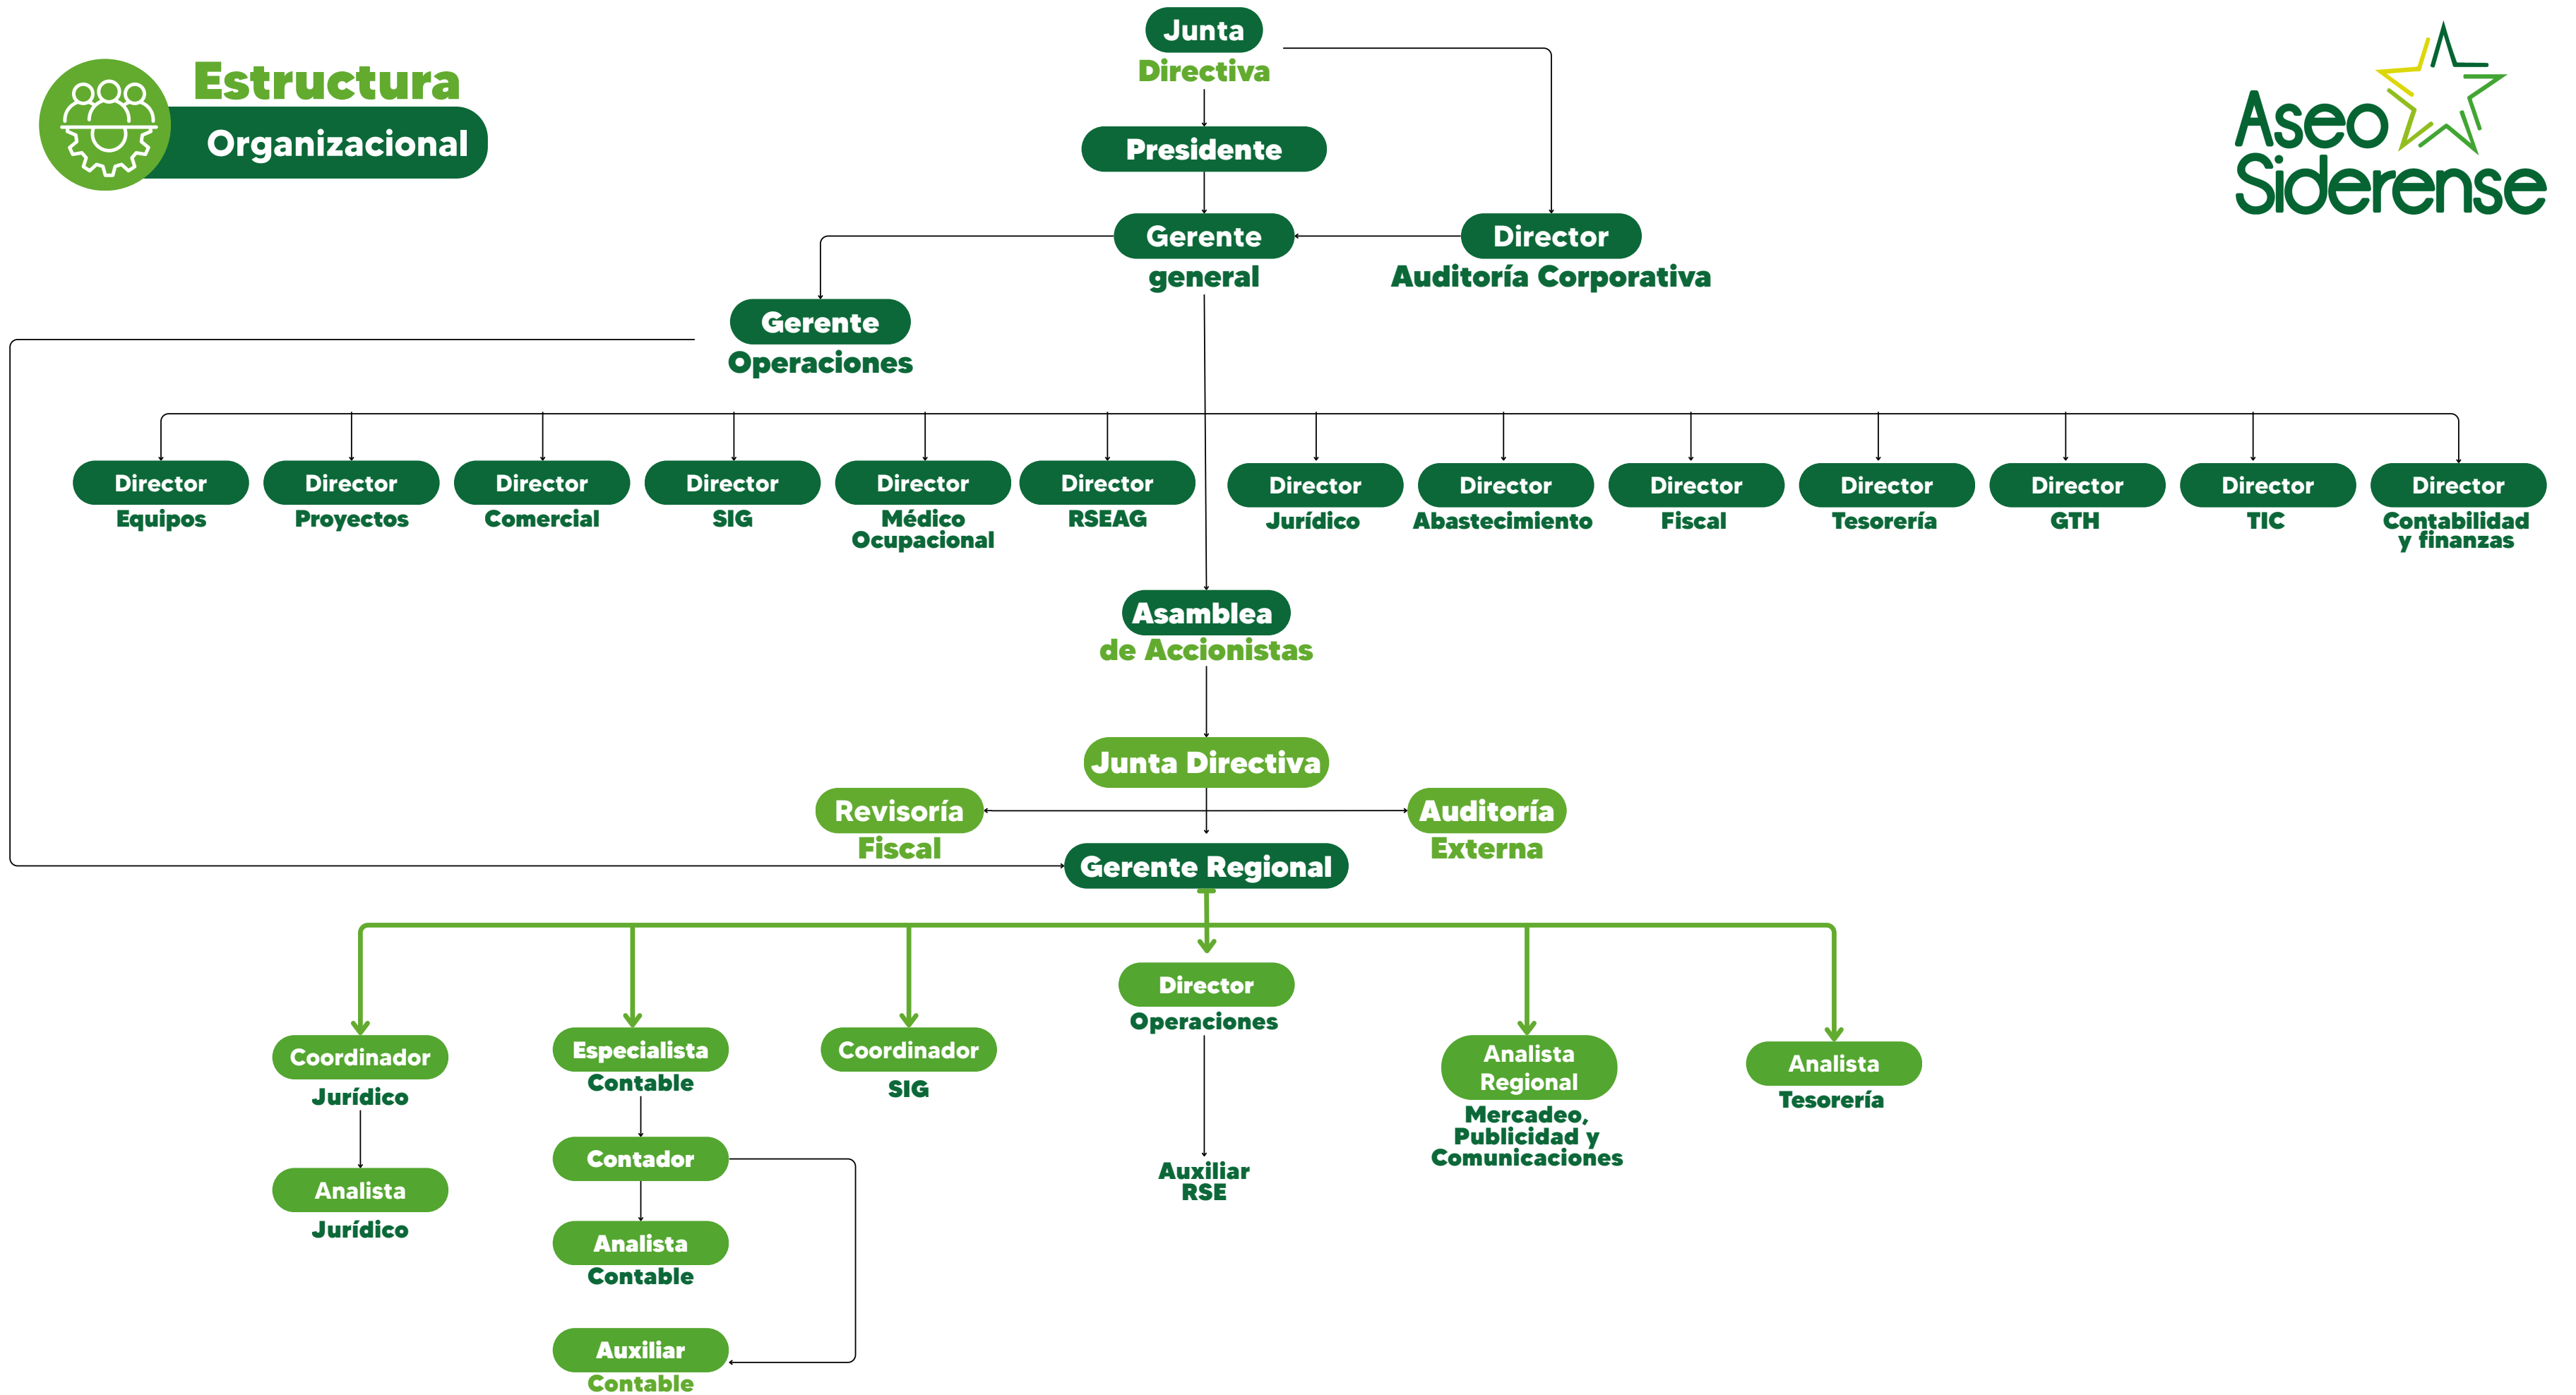 Estructura
Organizacional
Aseo
Siderense
Junta
Directiva
Presidente
Gerente
general
Director
Auditoría Corporativa
Gerente
Operaciones
Director
Equipos
Director
Proyectos
Director
Comercial
Director
SIG
Director
Médico
Ocupacional
Director
RSEAG
Director
Jurídico
Director
Abastecimiento
Director
Fiscal
Director
Tesorería
Director
GTH
Director
TIC
Director
Contabilidad
y finanzas
Asamblea
de Accionistas
Junta Directiva
Revisoría
Fiscal
Auditoría
Externa
Gerente Regional
Coordinador
Jurídico
Analista
Jurídico
Especialista
Contable
Contador
Analista
Contable
Auxiliar
Contable
Coordinador
SIG
Director
Operaciones
Auxiliar
RSE
Analista
Regional
Mercadeo,
Publicidad y
Comunicaciones
Analista
Tesorería